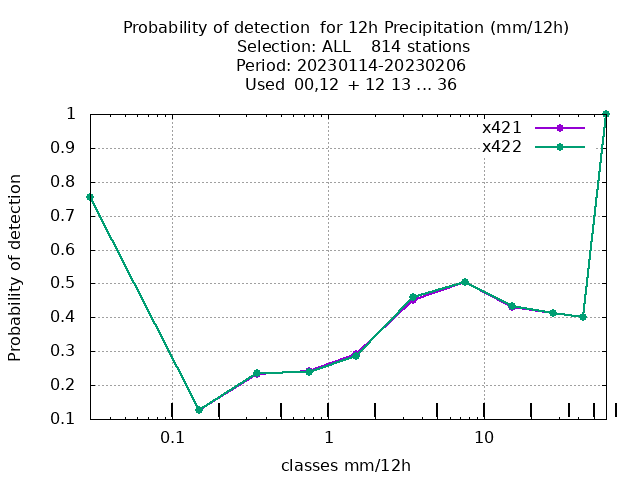 Probability of detection  for 12h Precipitation (mm/12h)
Selection: ALL    814 stations
Period: 20230114-20230206
Used  00,12  + 12 13 ... 36
x421
x422
1
0.9
0.8
0.7
0.6
0.5
0.4
0.3
0.2
0.1
Probability of detection
0.1 1 10
classes mm/12h